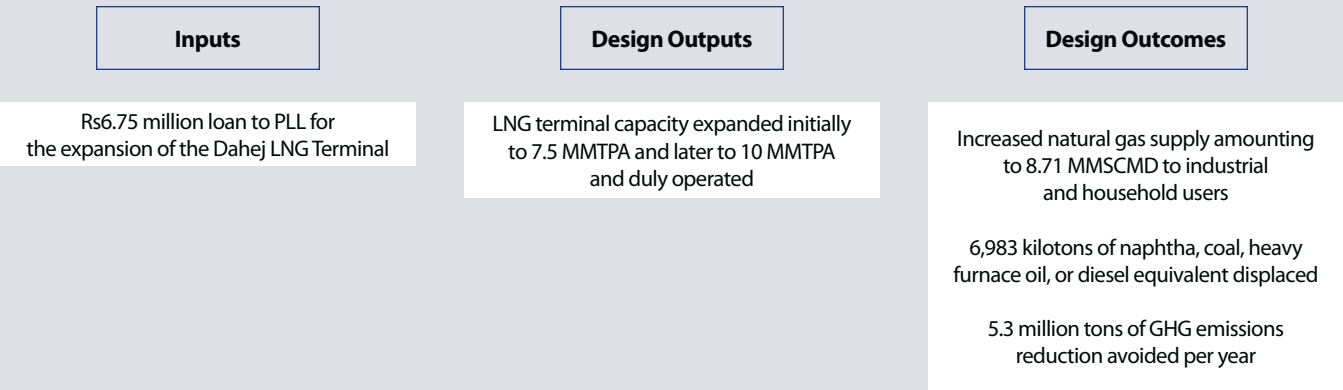 Inputs
Rs6.75 million loan to PLL for
the expansion of the Dahej LNG Terminal
Design Outputs
LNG terminal capacity expanded initially
to 7.5 MMTPA and later to 10 MMTPA
and duly operated
Design Outcomes
Increased natural gas supply amounting
to 8.71 MMSCMD to industrial
and household users
6,983 kilotons of naphtha, coal, heavy
furnace oil, or diesel equivalent displaced
5.3 million tons of GHG emissions
reduction avoided per year